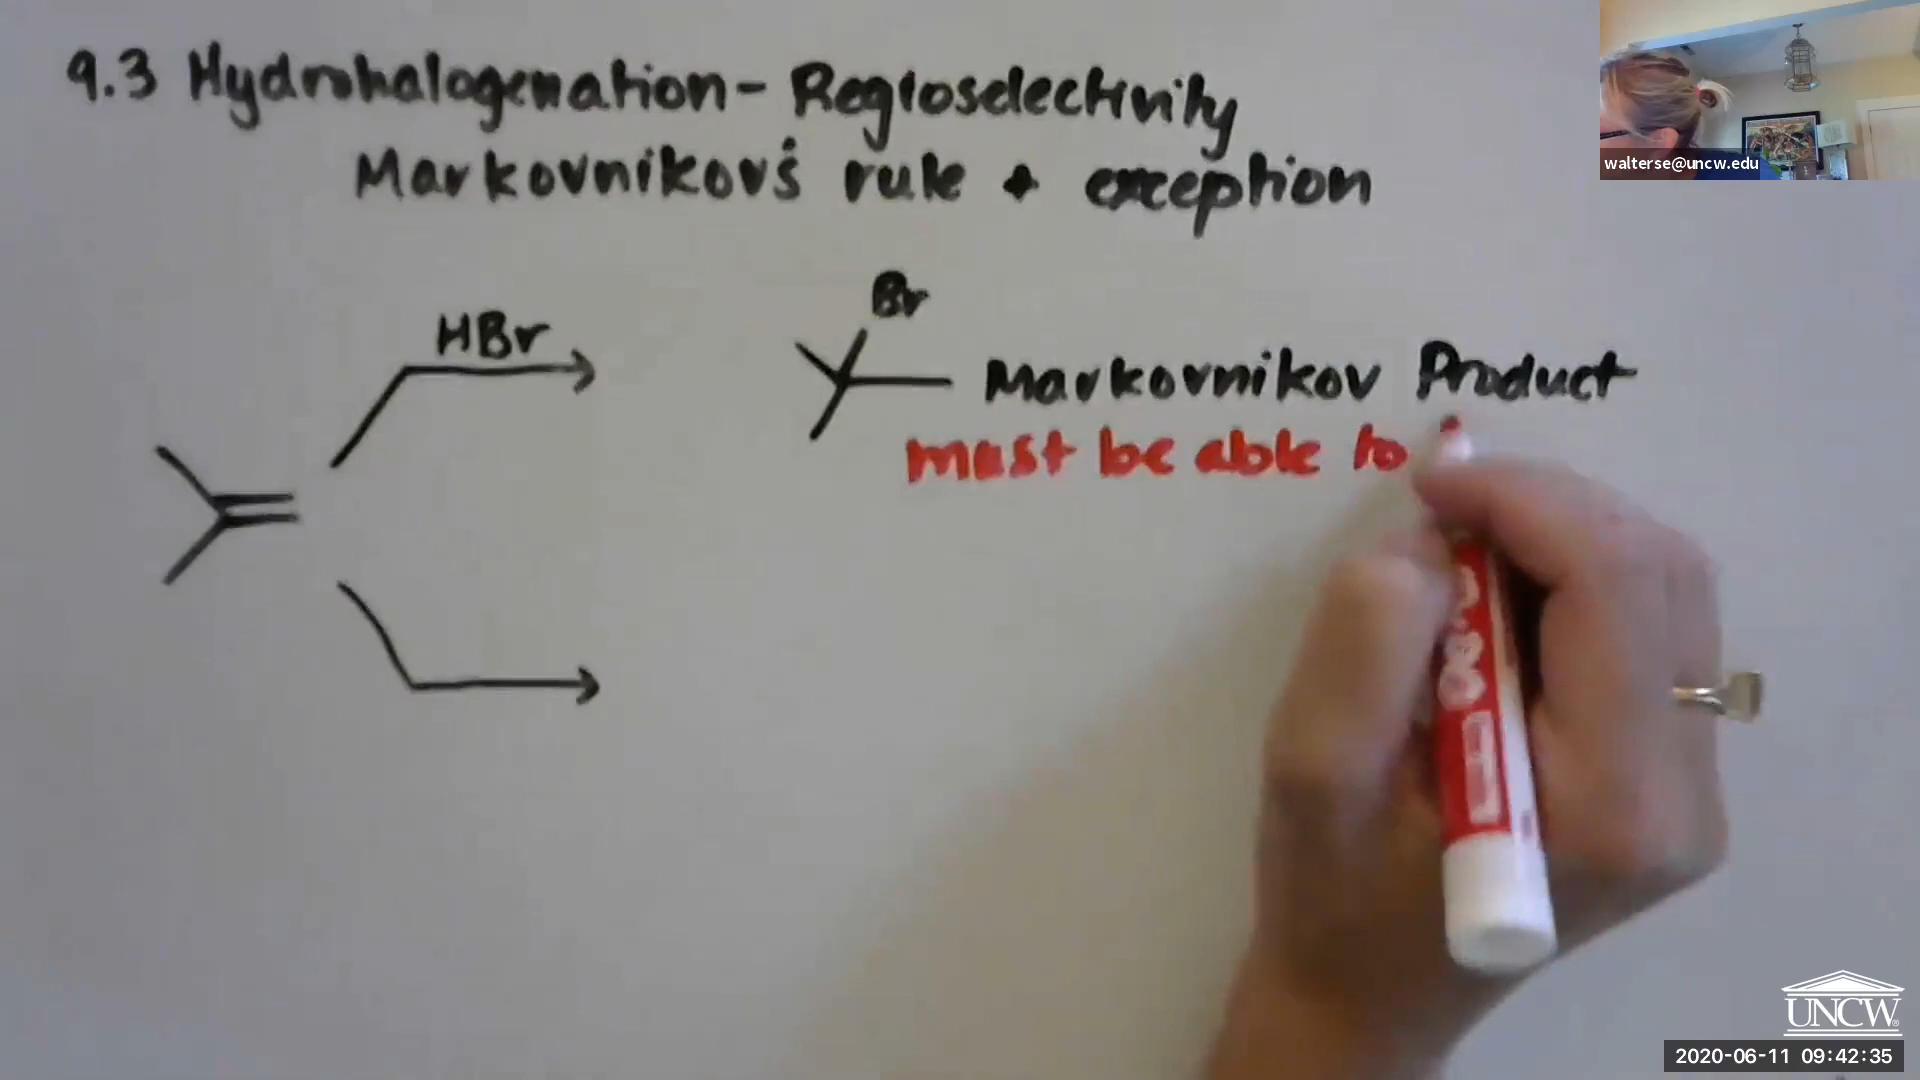 9.3 Hydrohalogenation - Regioselectivity
Markovnikov's rule + exception
walterse@uncw.edu
Br
HBr
Markovnikov Product
must be able to
UNCW
2020-06-11 09:42:35